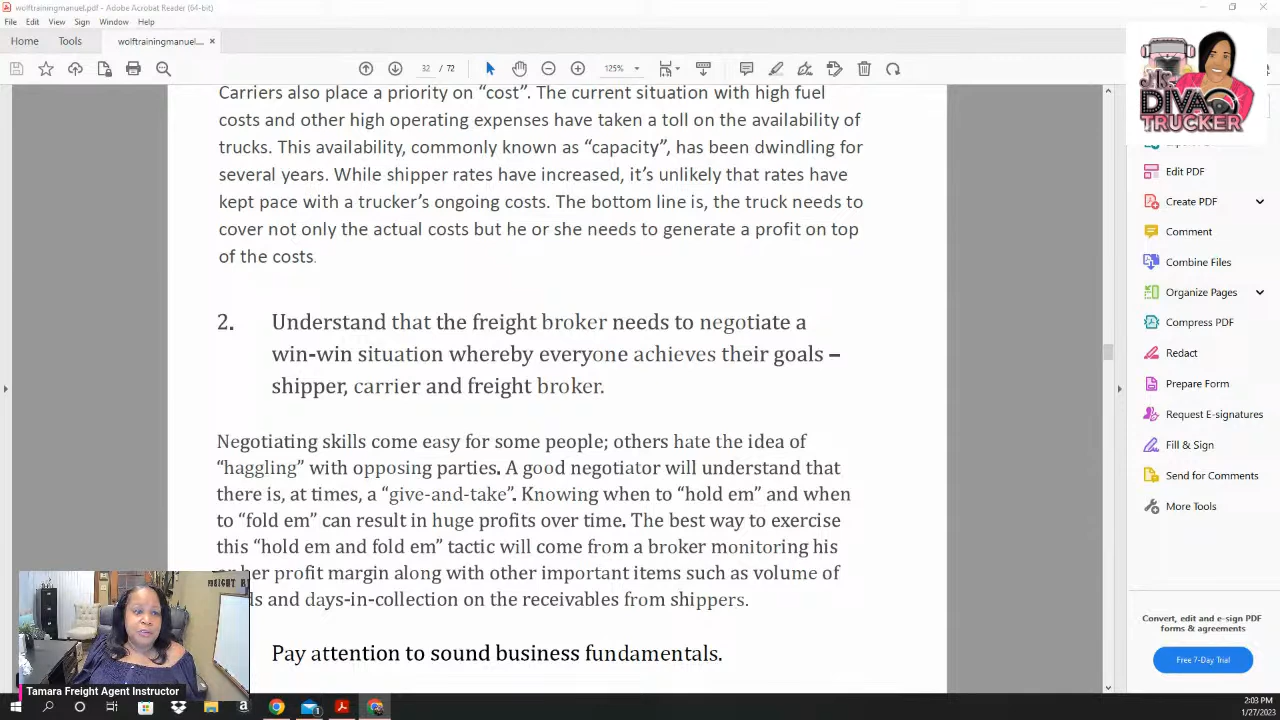 wolftrainingmanuel.pdf - Adobe Acrobat Reader (64-bit)
File Edit View Sign Window Help
Home Tools wolftrainingmanuel....
32 125%
Carriers also place a priority on “cost”. The current situation with high fuel
costs and other high operating expenses have taken a toll on the availability of
trucks. This availability, commonly known as “capacity”, has been dwindling for
several years. While shipper rates have increased, it’s unlikely that rates have
kept pace with a trucker’s ongoing costs. The bottom line is, the truck needs to
cover not only the actual costs but he or she needs to generate a profit on top
of the costs.
2. Understand that the freight broker needs to negotiate a
win-win situation whereby everyone achieves their goals –
shipper, carrier and freight broker.
Negotiating skills come easy for some people; others hate the idea of
“haggling” with opposing parties. A good negotiator will understand that
there is, at times, a “give-and-take”. Knowing when to “hold em” and when
to “fold em” can result in huge profits over time. The best way to exercise
this “hold em and fold em” tactic will come from a broker monitoring his
her profit margin along with other important items such as volume of
and days-in-collection on the receivables from shippers.
Pay attention to sound business fundamentals.
DIVA
TRUCKER
Edit PDF
Create PDF
Comment
Combine Files
Organize Pages
Compress PDF
Redact
Prepare Form
Request E-signatures
Fill & Sign
Send for Comments
More Tools
Convert, edit and e-sign PDF
forms & agreements
Free 7-Day Trial
Tamara Freight Agent Instructor
2:03 PM
1/27/2023